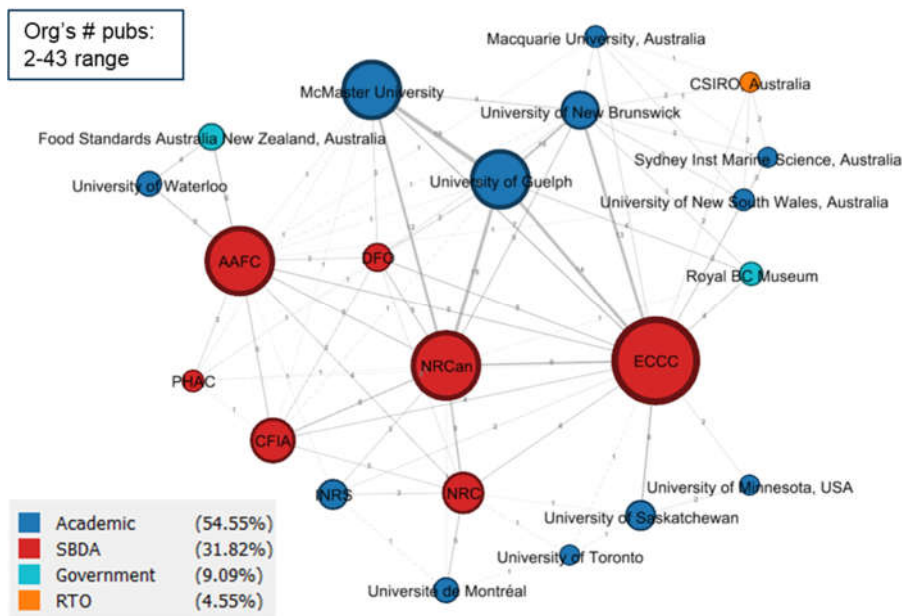 Org's # pubs:
2-43 range
Macquarie University, Australia
McMaster University
CSIRO, Australia
University of New Brunswick
Food Standards Australia New Zealand, Australia
Sydney Inst Marine Science, Australia
University of Waterloo
University of Guelph
University of New South Wales, Australia
AAFC
DFO
Royal BC Museum
NRCan
ECCC
PHAC
CFIA
INRS
NRC
University of Minnesota, USA
University of Saskatchewan
University of Toronto
Université de Montréal
Academic (54.55%)
SBDA (31.82%)
Government (9.09%)
RTO (4.55%)